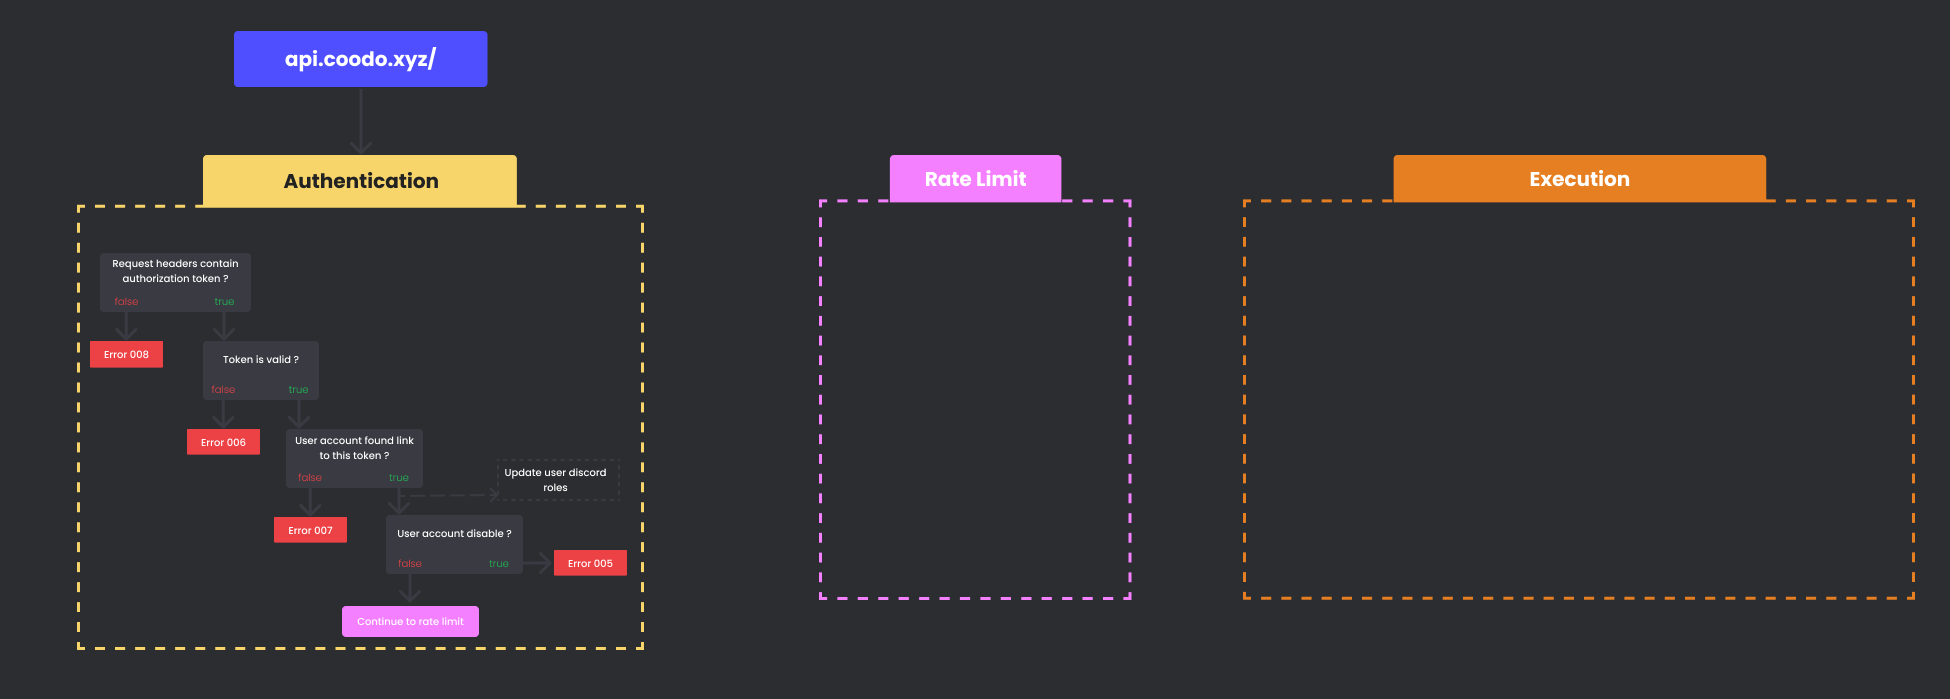 api.coodo.xyz/
Authentication
Request headers contain
authorization token ?
false true
Error 008
Token is valid ?
false true
Error 006
User account found link
to this token ?
false true
Error 007
Update user discord
roles
User account disable ?
false true
Error 005
Continue to rate limit
Rate Limit
Execution